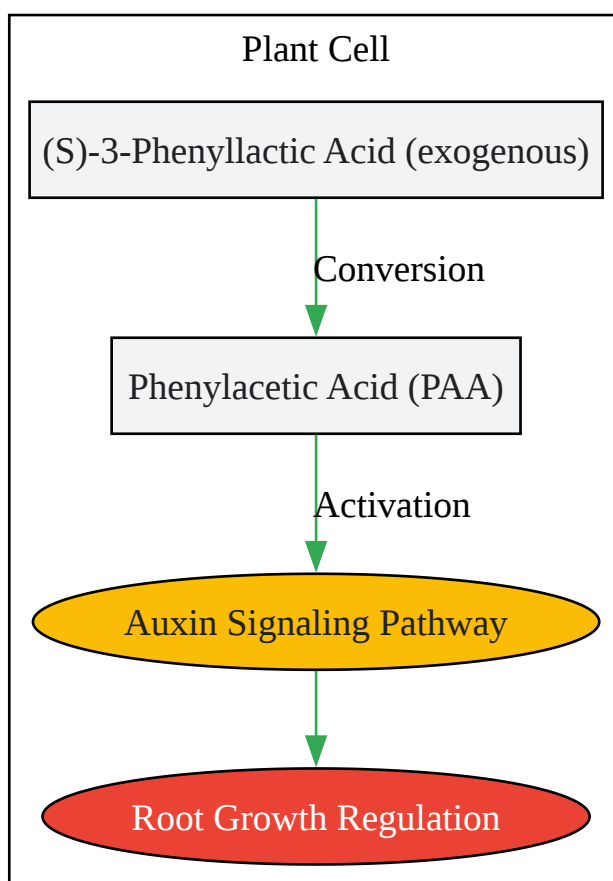 Plant Cell
(S)-3-Phenyllactic Acid (exogenous)
Conversion
Phenylacetic Acid (PAA)
Activation
Auxin Signaling Pathway
Root Growth Regulation